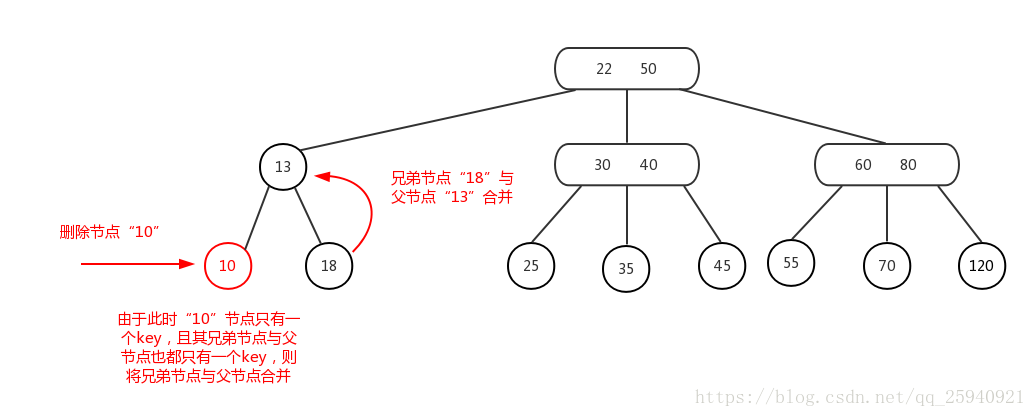 22 50
13
30 40
60 80
兄弟节点“18”与
父节点“13”合并
删除节点“10”
10
18
25
35
45
55
70
120
由于此时“10”节点只有一
个key，且其兄弟节点与父
节点也都只有一个key，则
将兄弟节点与父节点合并
https://blog.csdn.net/qq_25940921